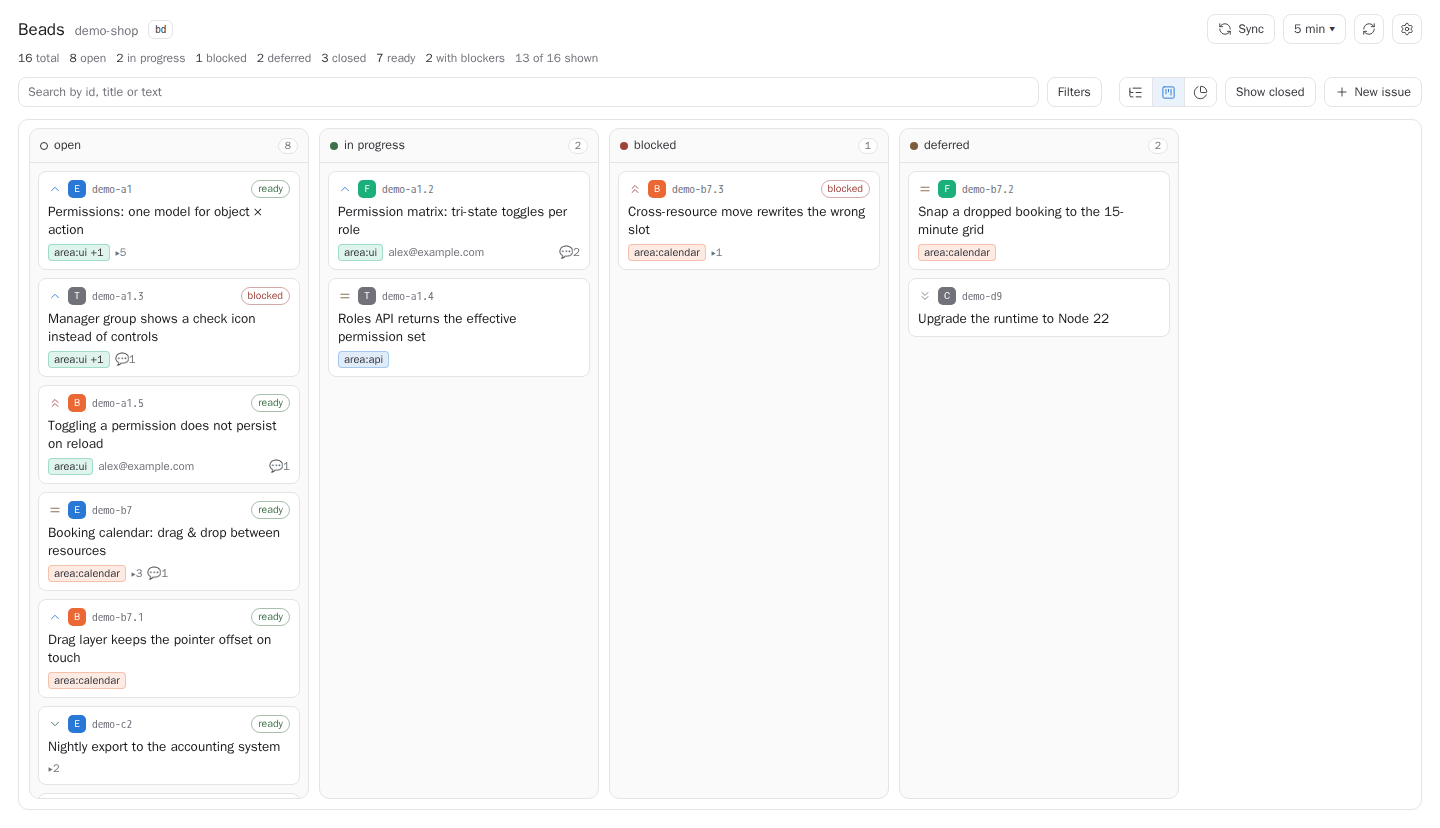 Beads demo-shop bd
Sync 5 min ▾
16 total 8 open 2 in progress 1 blocked 2 deferred 3 closed 7 ready 2 with blockers 13 of 16 shown
Search by id, title or text
Filters
Show closed
New issue
open 8
E demo-a1 ready
Permissions: one model for object ×
action
area:ui +1 ▸5
T demo-a1.3 blocked
Manager group shows a check icon
instead of controls
area:ui +1 💬1
B demo-a1.5 ready
Toggling a permission does not persist
on reload
area:ui alex@example.com 💬1
E demo-b7 ready
Booking calendar: drag & drop between
resources
area:calendar ▸3 💬1
B demo-b7.1 ready
Drag layer keeps the pointer offset on
touch
area:calendar
E demo-c2 ready
Nightly export to the accounting system
▸2
in progress 2
F demo-a1.2
Permission matrix: tri-state toggles per
role
area:ui alex@example.com 💬2
T demo-a1.4
Roles API returns the effective
permission set
area:api
blocked 1
B demo-b7.3 blocked
Cross-resource move rewrites the wrong
slot
area:calendar ▸1
deferred 2
F demo-b7.2
Snap a dropped booking to the 15-
minute grid
area:calendar
C demo-d9
Upgrade the runtime to Node 22